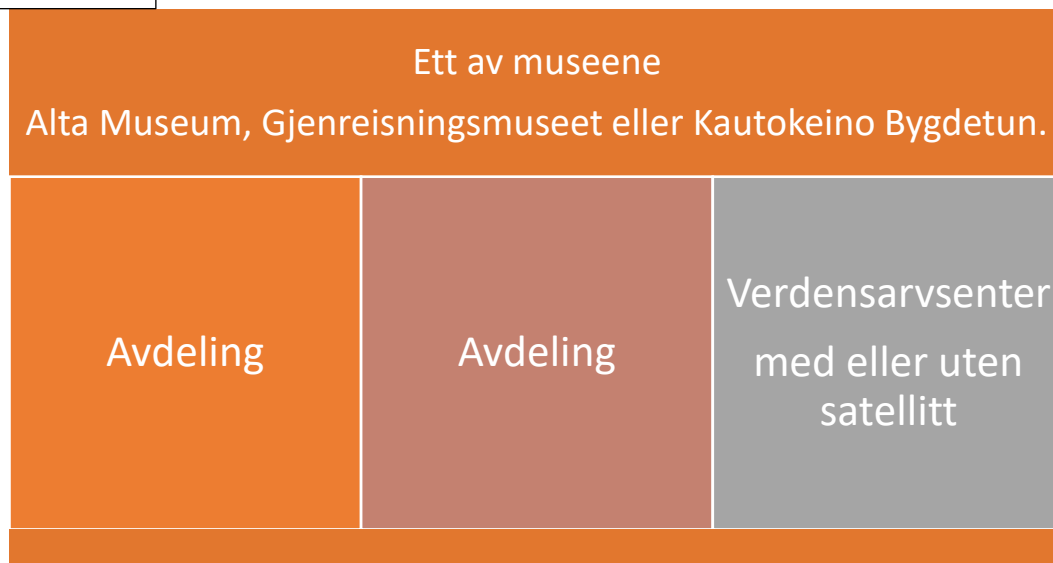 Ett av museene
Alta Museum, Gjenreisningsmuseet eller Kautokeino Bygdetun.
Avdeling
Avdeling
Verdensarvsenter
med eller uten
satellitt